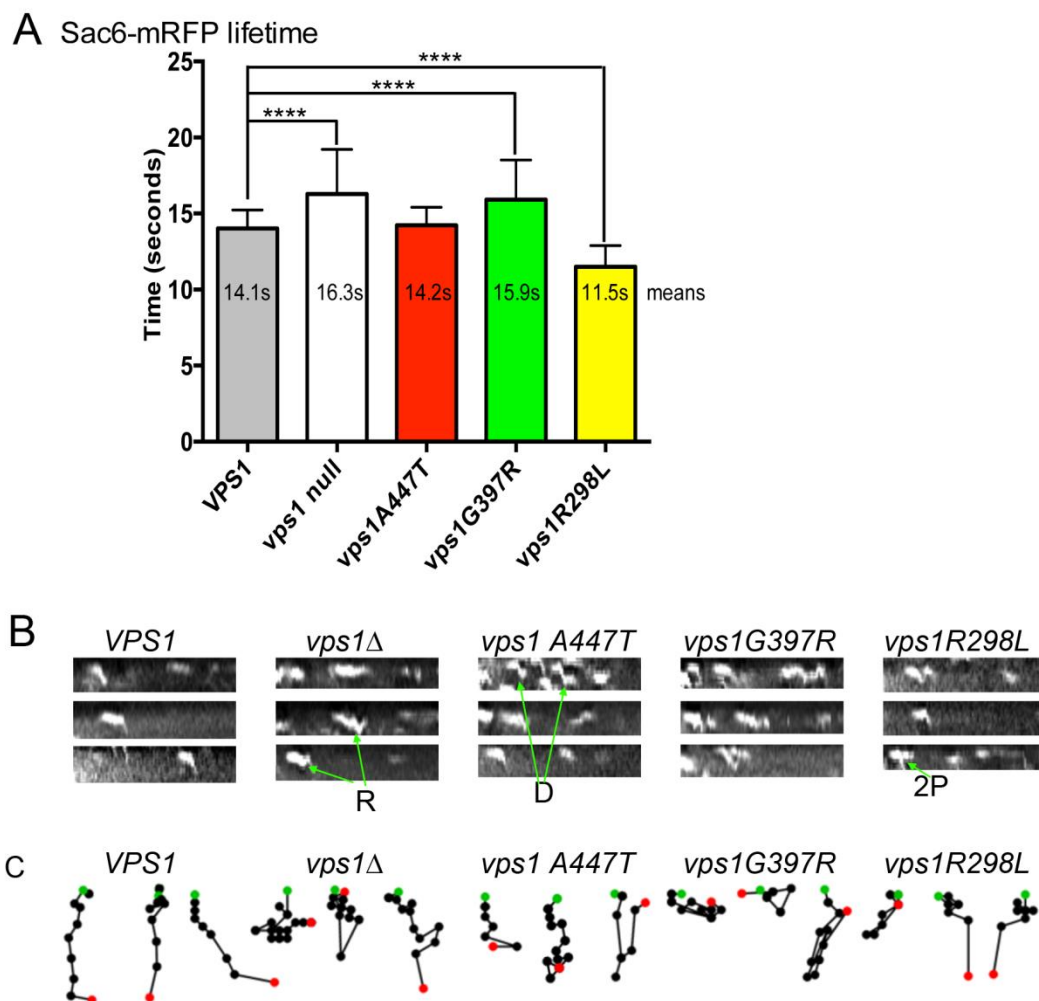 A Sac6-mRFP lifetime
25
20
15
10
5
0
Time (seconds)
****
****
****
14.1s 16.3s 14.2s 15.9s 11.5s means
VPS1
vps1 null
vps1A447T
vps1G397R
vps1R298L
B
VPS1 vps1Δ vps1 A447T vps1G397R vps1R298L
R D 2P
C VPS1 vps1Δ vps1 A447T vps1G397R vps1R298L